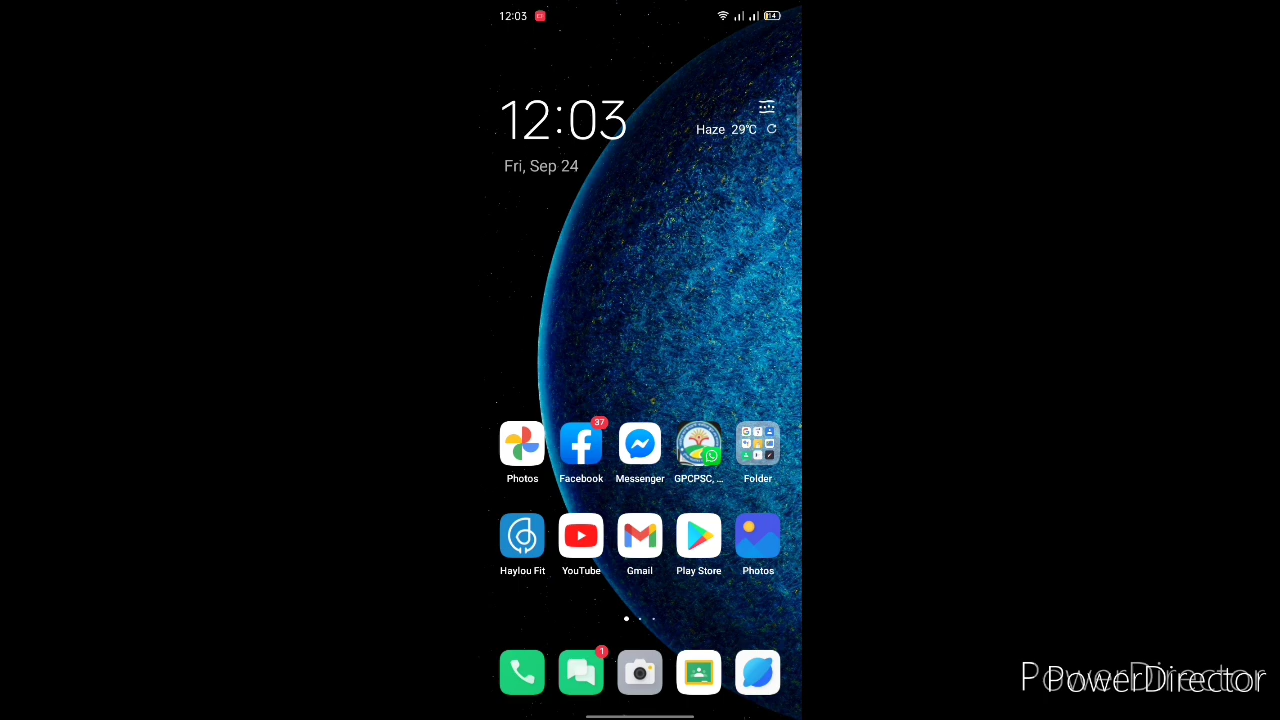 12:03
14
12:03
Haze 29℃
Fri, Sep 24
37
Photos Facebook Messenger GPCPSC, ... Folder
Haylou Fit YouTube Gmail Play Store Photos
1
PowerDirector